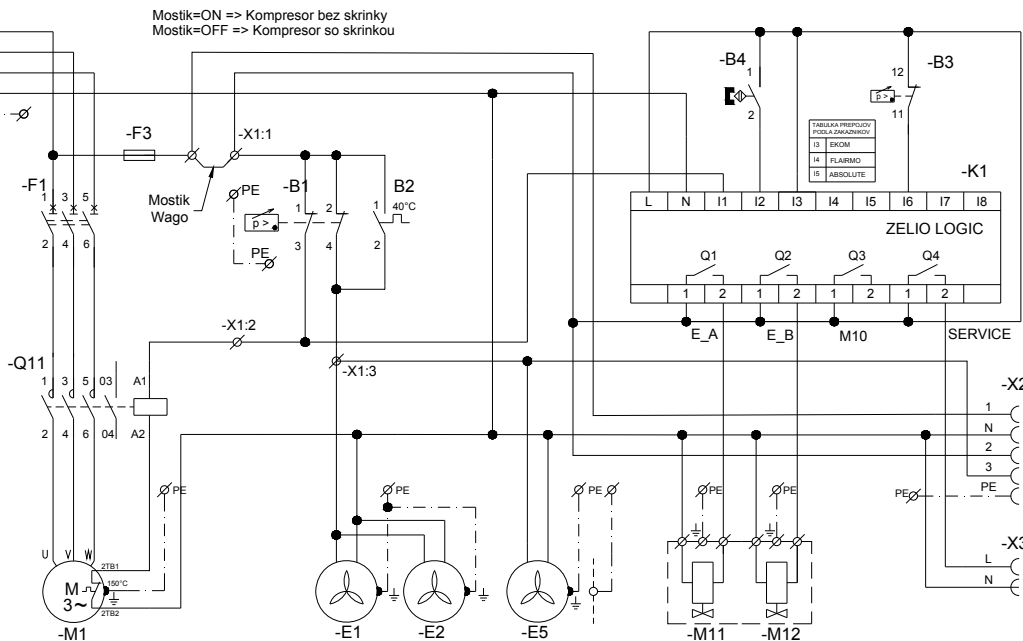 Mostik=ON => Kompresor bez skrinky
Mostik=OFF => Kompresor so skrinkou
-B4
-B3
1
2
12
11
p >
TABULKA PREPOJOV
PODLA ZAKAZNIKOV
I3 EKOM
I4 FLAIRMO
I5 ABSOLUTE
-K1
L N I1 I2 I3 I4 I5 I6 I7 I8
ZELIO LOGIC
Q1 Q2 Q3 Q4
1 2 1 2 1 2 1 2
E_A E_B M10 SERVICE
-F3
-X1:1
Mostik
Wago
PE
PE
-B1
B2
1 2 1
40°C
p >
3 4 2
-F1
1 3 5
2 4 6
-X1:2
-X1:3
-Q11
1 3 5 03 A1
2 4 6 04 A2
-X2
1
N
2
3
PE
PE
-X3
L
N
PE
PE
PE
PE
PE
U V W
2TB1
M
3~
150°C
2TB2
-M1
-E1
-E2
-E5
-M11
-M12